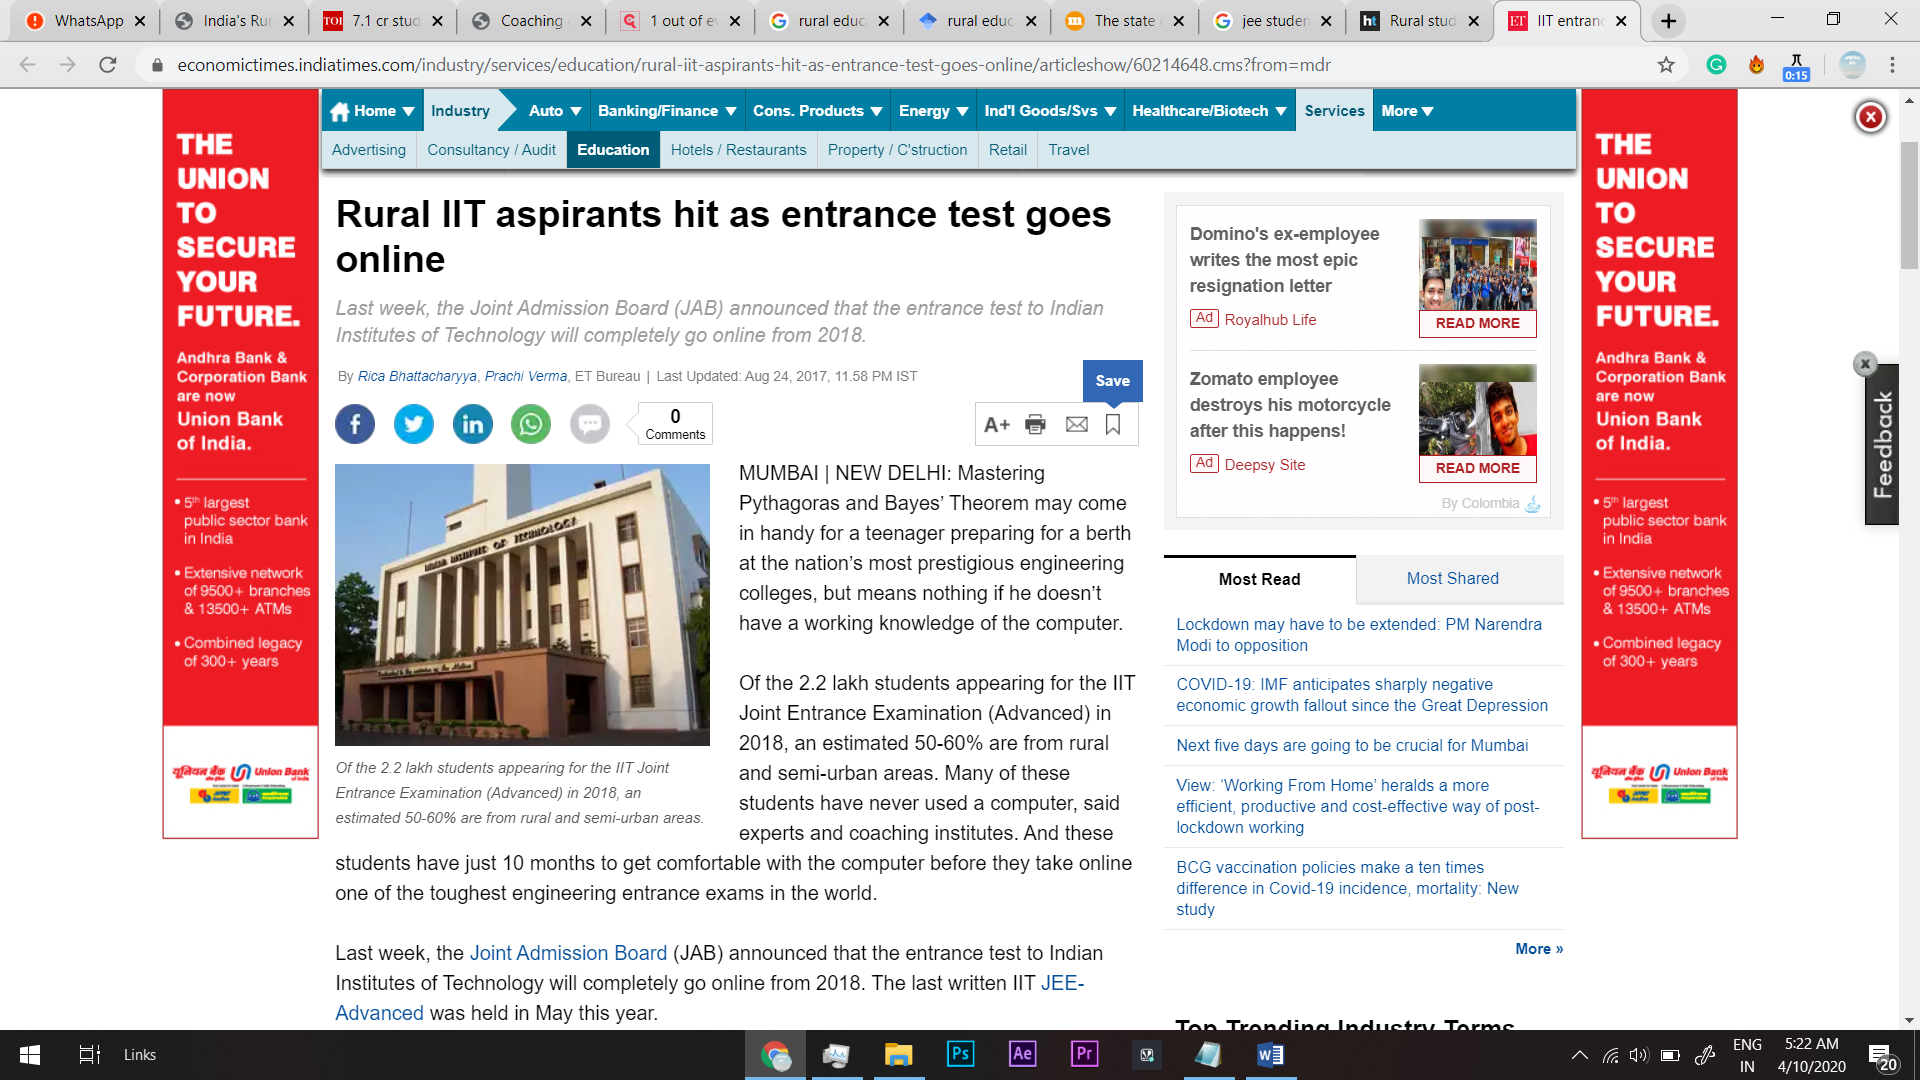 WhatsApp
India's Ru
7.1 cr stud
Coaching
1 out of e
rural educ
rural educ
The state
jee studen
Rural stud
IIT entran
economictimes.indiatimes.com/industry/services/education/rural-iit-aspirants-hit-as-entrance-test-goes-online/articleshow/60214648.cms?from=mdr
0:15
Home Industry Auto Banking/Finance Cons. Products Energy Ind'l Goods/Svs Healthcare/Biotech Services More
Advertising Consultancy / Audit Education Hotels / Restaurants Property / C'struction Retail Travel
THE
UNION
TO
SECURE
YOUR
FUTURE.
Andhra Bank &
Corporation Bank
are now
Union Bank
of India.
• 5th largest
public sector bank
in India
• Extensive network
of 9500+ branches
& 13500+ ATMs
• Combined legacy
of 300+ years
यूनियन बैंक Union Bank
Rural IIT aspirants hit as entrance test goes
online
Last week, the Joint Admission Board (JAB) announced that the entrance test to Indian
Institutes of Technology will completely go online from 2018.
By Rica Bhattacharyya, Prachi Verma, ET Bureau | Last Updated: Aug 24, 2017, 11.58 PM IST
Save
0
Comments
A+
INDIAN INSTITUTE OF TECHNOLOGY
Dedicated to the service of the Nation
Of the 2.2 lakh students appearing for the IIT Joint
Entrance Examination (Advanced) in 2018, an
estimated 50-60% are from rural and semi-urban areas.
MUMBAI | NEW DELHI: Mastering
Pythagoras and Bayes’ Theorem may come
in handy for a teenager preparing for a berth
at the nation’s most prestigious engineering
colleges, but means nothing if he doesn’t
have a working knowledge of the computer.
Of the 2.2 lakh students appearing for the IIT
Joint Entrance Examination (Advanced) in
2018, an estimated 50-60% are from rural
and semi-urban areas. Many of these
students have never used a computer, said
experts and coaching institutes. And these
students have just 10 months to get comfortable with the computer before they take online
one of the toughest engineering entrance exams in the world.
Last week, the Joint Admission Board (JAB) announced that the entrance test to Indian
Institutes of Technology will completely go online from 2018. The last written IIT JEE-
Advanced was held in May this year.
Domino's ex-employee
writes the most epic
resignation letter
Ad Royalhub Life
READ MORE
Zomato employee
destroys his motorcycle
after this happens!
Ad Deepsy Site
READ MORE
By Colombia
Most Read
Most Shared
Lockdown may have to be extended: PM Narendra
Modi to opposition
COVID-19: IMF anticipates sharply negative
economic growth fallout since the Great Depression
Next five days are going to be crucial for Mumbai
View: ‘Working From Home’ heralds a more
efficient, productive and cost-effective way of post-
lockdown working
BCG vaccination policies make a ten times
difference in Covid-19 incidence, mortality: New
study
More »
Top Trending Industry Terms
THE
UNION
TO
SECURE
YOUR
FUTURE.
Andhra Bank &
Corporation Bank
are now
Union Bank
of India.
• 5th largest
public sector bank
in India
• Extensive network
of 9500+ branches
& 13500+ ATMs
• Combined legacy
of 300+ years
यूनियन बैंक Union Bank
Feedback
Links
Ps
Ae
Pr
ENG
IN
5:22 AM
4/10/2020
20